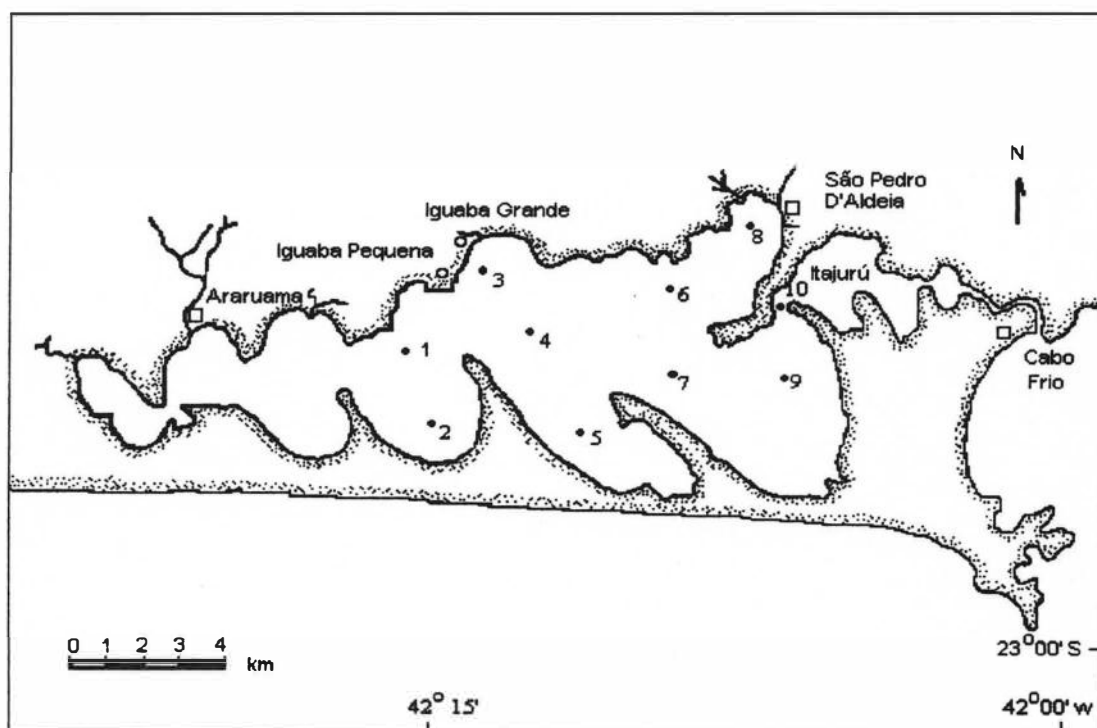 São Pedro
D'Aldeia
N
Iguaba Grande
8
Iguaba Pequena
Itajurú
3
Araruama
6
10
4
1
Cabo
Frio
7
9
2
5
0 1 2 3 4
km
23°00' S
42° 15'
42° 00' w